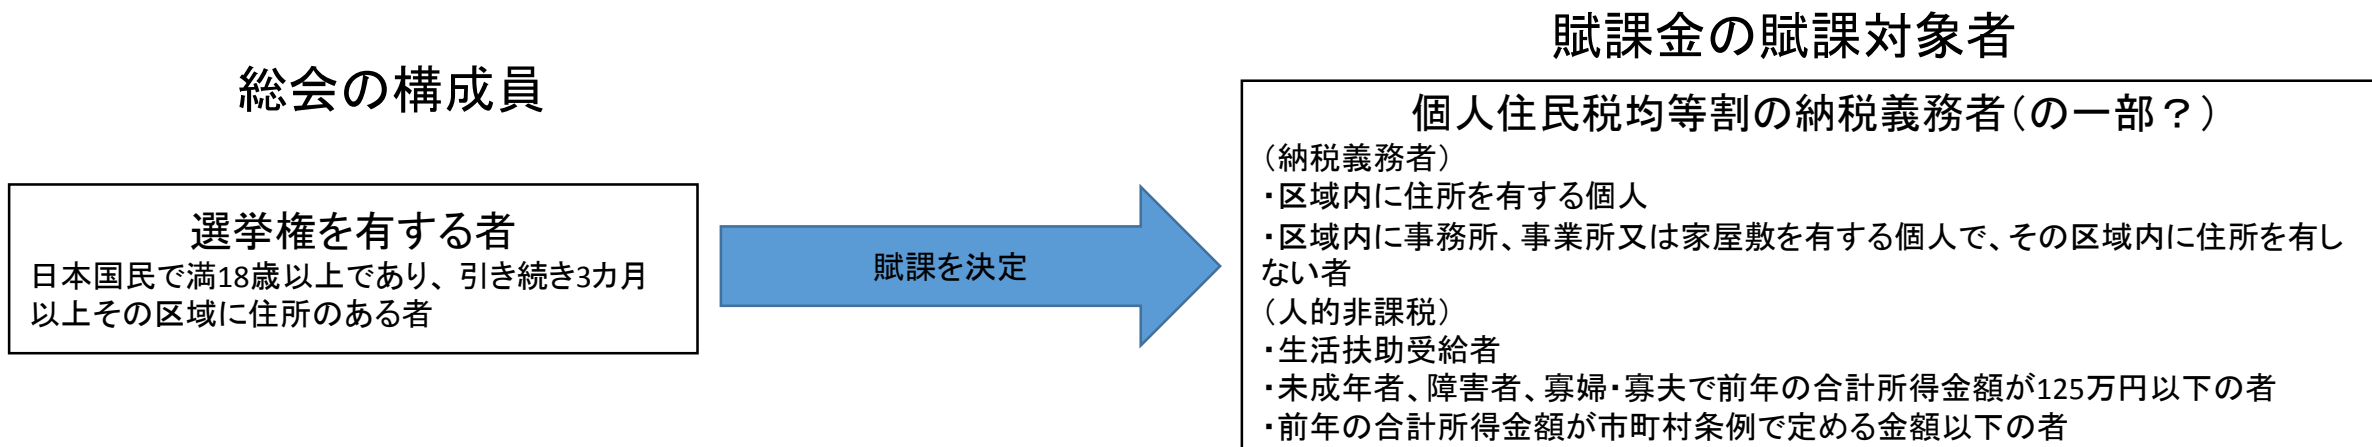 総会の構成員
選挙権を有する者
日本国民で満18歳以上であり、引き続き3カ月
以上その区域に住所のある者
賦課を決定
賦課金の賦課対象者
個人住民税均等割の納税義務者(の一部?)
(納税義務者)
・区域内に住所を有する個人
・区域内に事務所、事業所又は家屋敷を有する個人で、その区域内に住所を有し
ない者
(人的非課税)
・生活扶助受給者
・未成年者、障害者、寡婦・寡夫で前年の合計所得金額が125万円以下の者
・前年の合計所得金額が市町村条例で定める金額以下の者